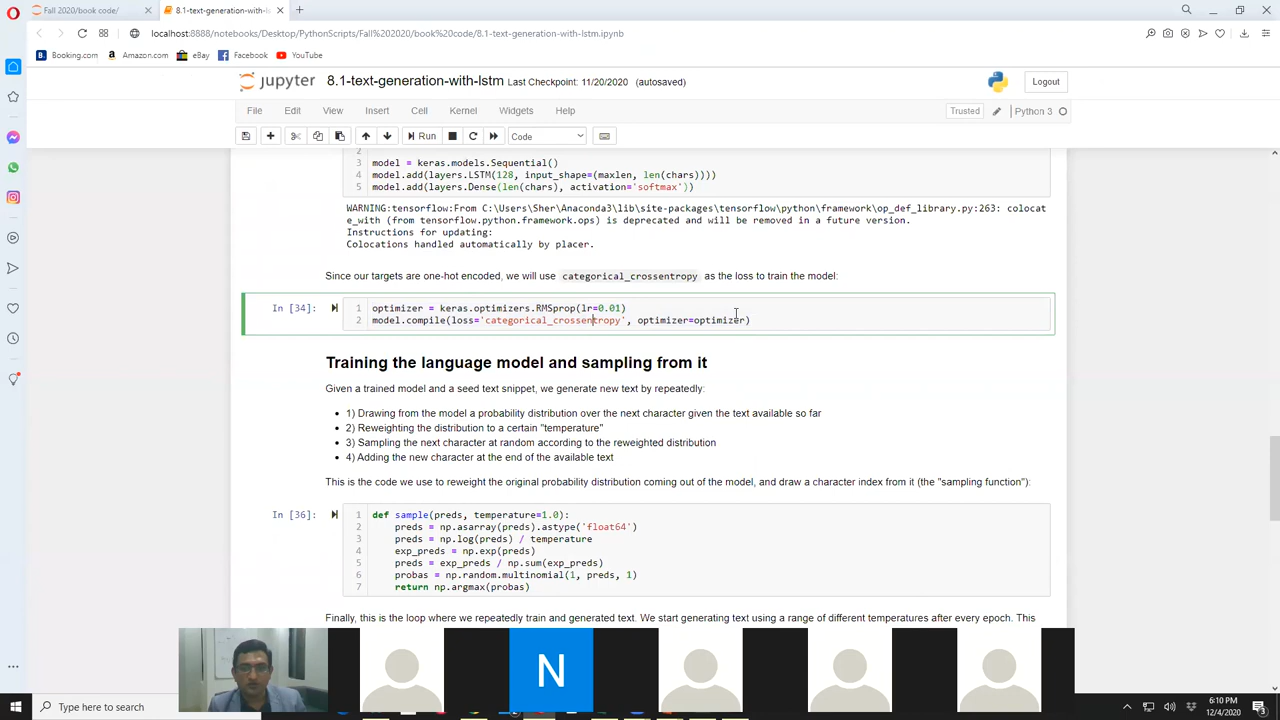 Fall 2020/book code/
8.1-text-generation-with-lstm
localhost:8888/notebooks/Desktop/PythonScripts/Fall%202020/book%20code/8.1-text-generation-with-lstm.ipynb
Booking.com
Amazon.com
eBay
Facebook
YouTube
jupyter
8.1-text-generation-with-lstm Last Checkpoint: 11/20/2020 (autosaved)
Logout
File Edit View Insert Cell Kernel Widgets Help
Trusted
Python 3
Run
Code
2
3 model = keras.models.Sequential()
4 model.add(layers.LSTM(128, input_shape=(maxlen, len(chars))))
5 model.add(layers.Dense(len(chars), activation='softmax'))
WARNING:tensorflow:From C:\Users\Sher\Anaconda3\lib\site-packages\tensorflow\python\framework\op_def_library.py:263: colocat
e_with (from tensorflow.python.framework.ops) is deprecated and will be removed in a future version.
Instructions for updating:
Colocations handled automatically by placer.
Since our targets are one-hot encoded, we will use categorical_crossentropy as the loss to train the model:
In [34]:
1 optimizer = keras.optimizers.RMSprop(lr=0.01)
2 model.compile(loss='categorical_crossentropy', optimizer=optimizer)
Training the language model and sampling from it
Given a trained model and a seed text snippet, we generate new text by repeatedly:
• 1) Drawing from the model a probability distribution over the next character given the text available so far
• 2) Reweighting the distribution to a certain "temperature"
• 3) Sampling the next character at random according to the reweighted distribution
• 4) Adding the new character at the end of the available text
This is the code we use to reweight the original probability distribution coming out of the model, and draw a character index from it (the "sampling function"):
In [36]:
1 def sample(preds, temperature=1.0):
2 preds = np.asarray(preds).astype('float64')
3 preds = np.log(preds) / temperature
4 exp_preds = np.exp(preds)
5 preds = exp_preds / np.sum(exp_preds)
6 probas = np.random.multinomial(1, preds, 1)
7 return np.argmax(probas)
Finally, this is the loop where we repeatedly train and generated text. We start generating text using a range of different temperatures after every epoch. This
N
Type here to search
6:10 PM
12/4/2020
3